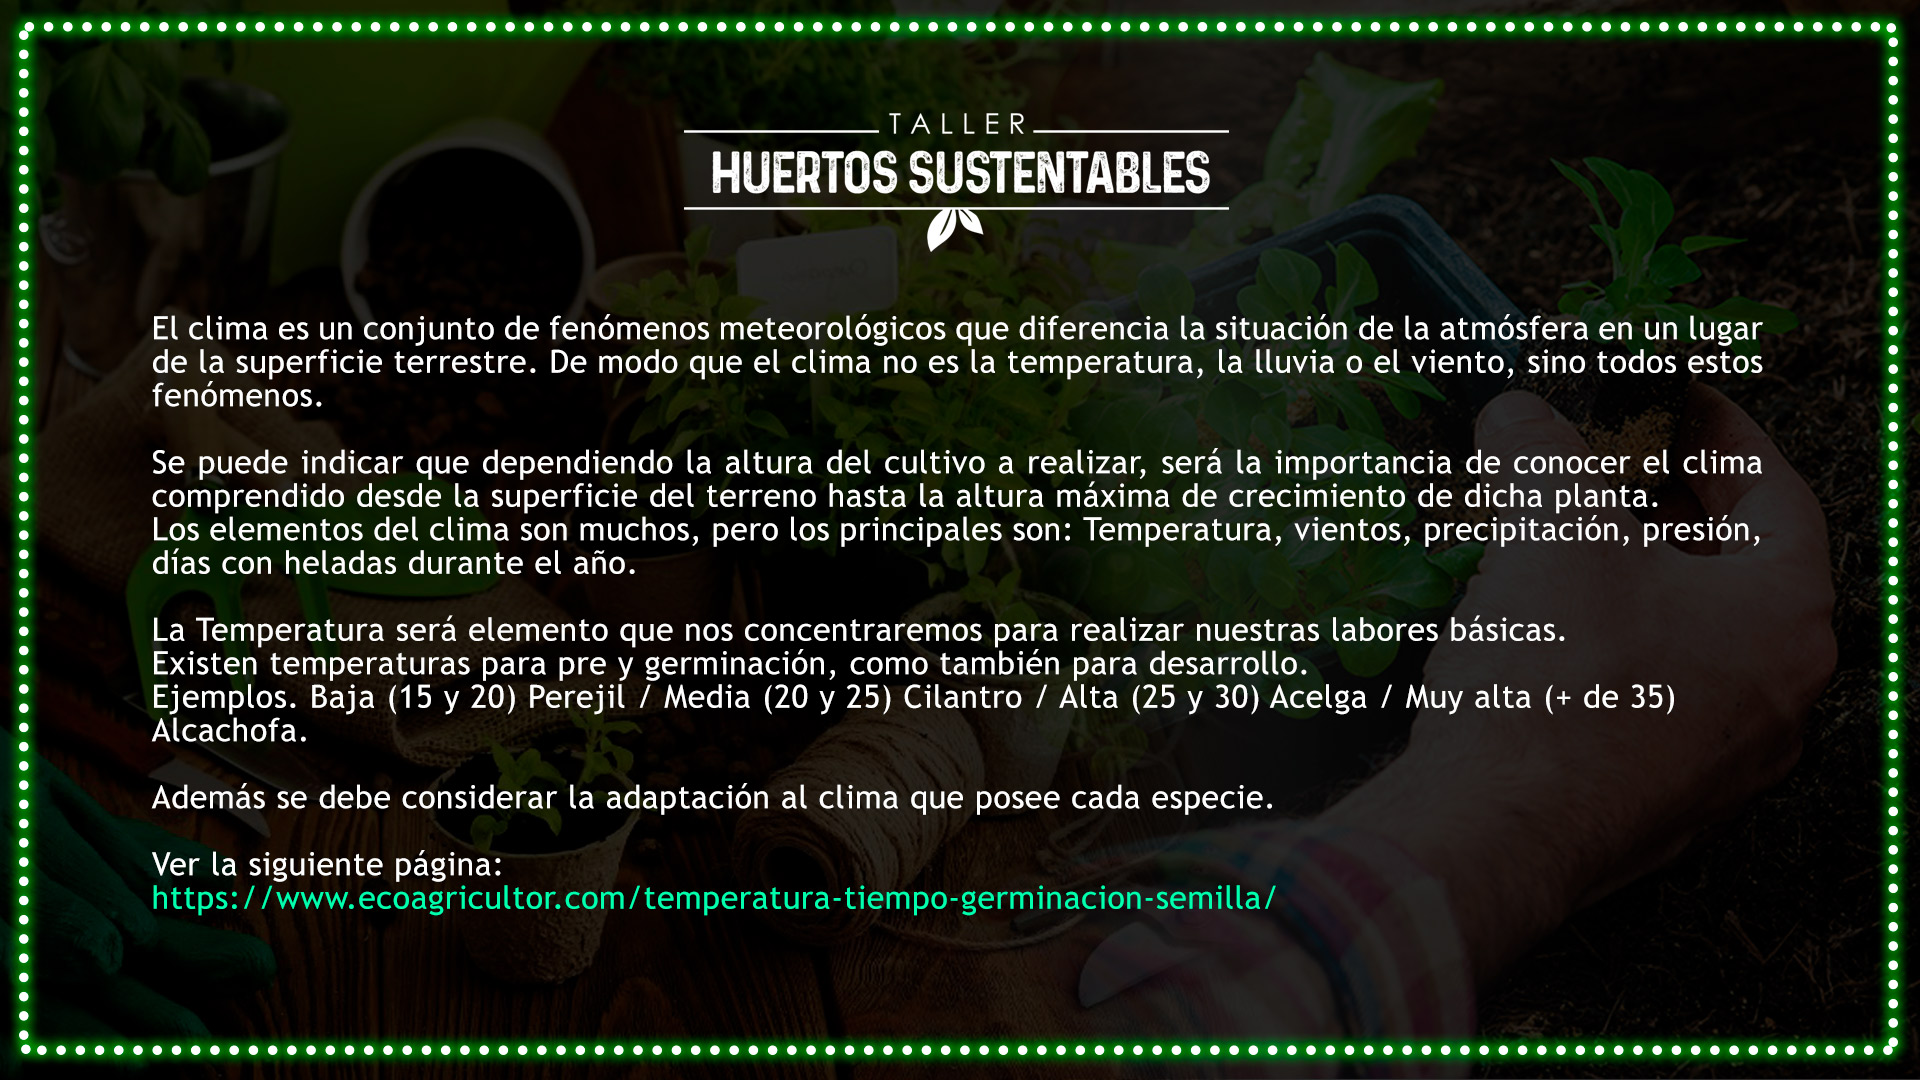 TALLER
HUERTOS SUSTENTABLES
El clima es un conjunto de fenómenos meteorológicos que diferencia la situación de la atmósfera en un lugar
de la superficie terrestre. De modo que el clima no es la temperatura, la lluvia o el viento, sino todos estos
fenómenos.
Se puede indicar que dependiendo la altura del cultivo a realizar, será la importancia de conocer el clima
comprendido desde la superficie del terreno hasta la altura máxima de crecimiento de dicha planta.
Los elementos del clima son muchos, pero los principales son: Temperatura, vientos, precipitación, presión,
días con heladas durante el año.
La Temperatura será elemento que nos concentraremos para realizar nuestras labores básicas.
Existen temperaturas para pre y germinación, como también para desarrollo.
Ejemplos. Baja (15 y 20) Perejil / Media (20 y 25) Cilantro / Alta (25 y 30) Acelga / Muy alta (+ de 35)
Alcachofa.
Además se debe considerar la adaptación al clima que posee cada especie.
Ver la siguiente página:
https://www.ecoagricultor.com/temperatura-tiempo-germinacion-semilla/